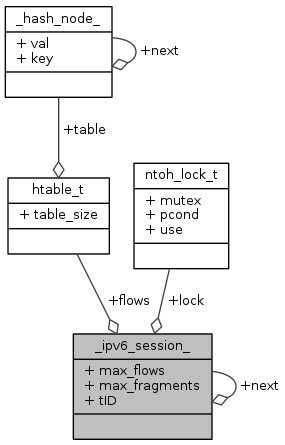 _hash_node_
+ val
+ key
+next
+table
htable_t
+ table_size
ntoh_lock_t
+ mutex
+ pcond
+ use
+flows
+lock
_ipv6_session_
+ max_flows
+ max_fragments
+ tID
+next